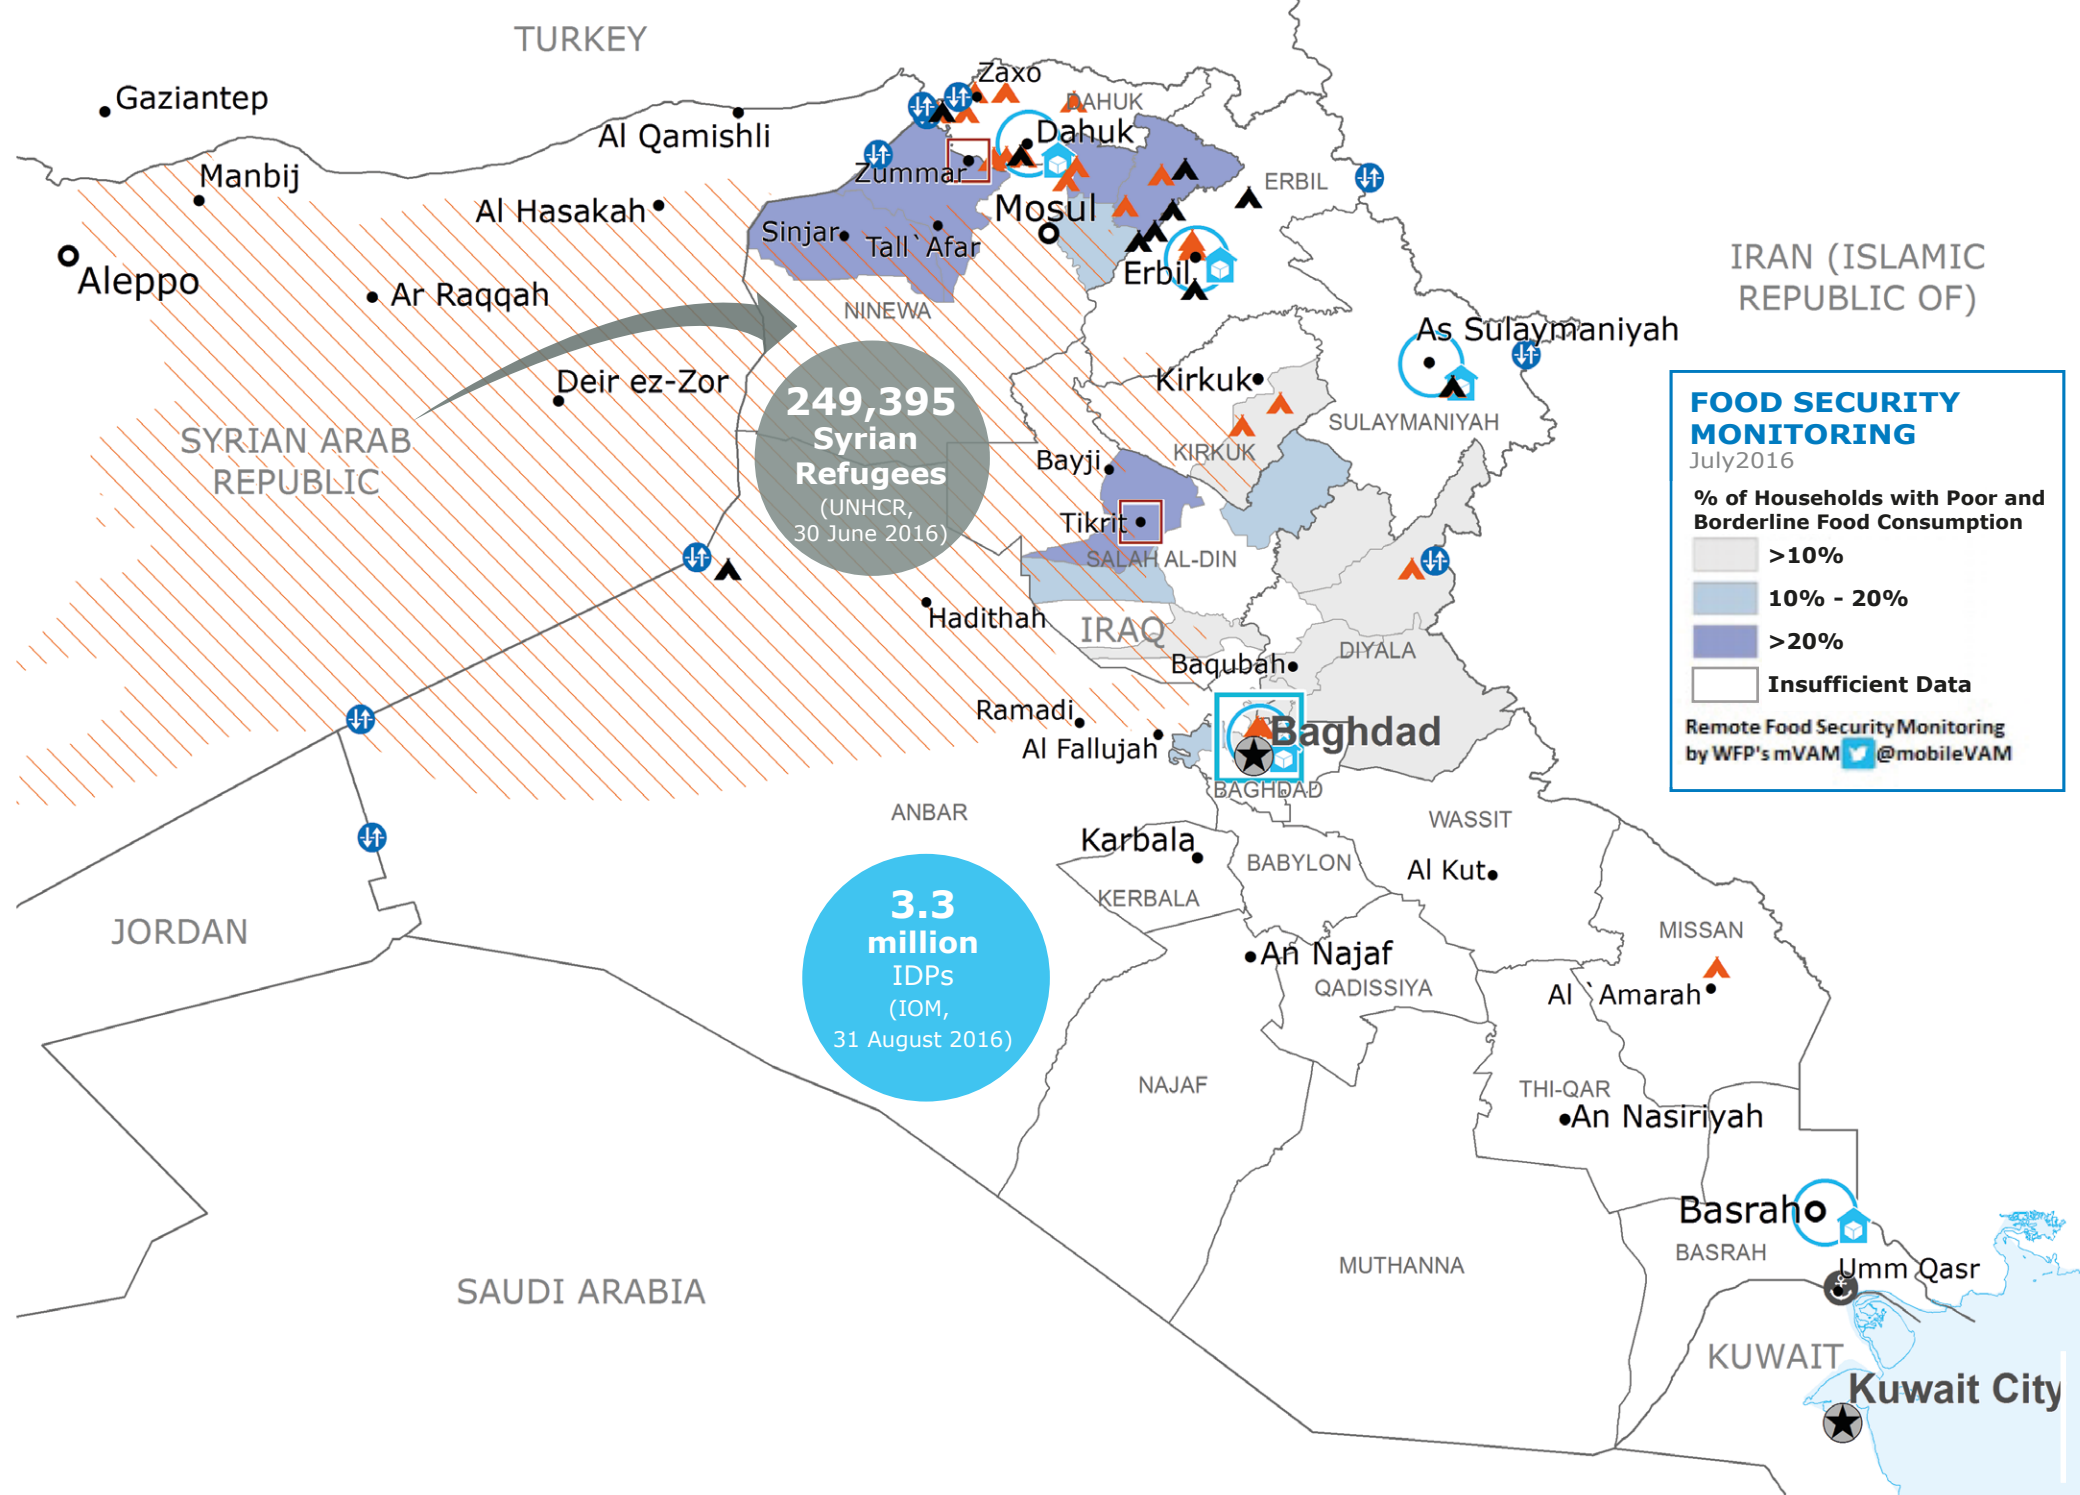 TURKEY
Gaziantep
Al Qamishli
Zaxo
DAHUK
Dahuk
Manbij
Zummar
ERBIL
Al Hasakah
Mosul
Sinjar
Tall`Afar
Aleppo
Ar Raqqah
Erbil
NINEWA
IRAN (ISLAMIC
REPUBLIC OF)
As Sulaymaniyah
Deir ez-Zor
Kirkuk
249,395
Syrian
Refugees
(UNHCR,
30 June 2016)
SYRIAN ARAB
REPUBLIC
SULAYMANIYAH
KIRKUK
Bayji
Tikrit
SALAH AL-DIN
FOOD SECURITY
MONITORING
July2016
% of Households with Poor and
Borderline Food Consumption
>10%
10% - 20%
>20%
Insufficient Data
Remote Food Security Monitoring
by WFP's mVAM @mobileVAM
Hadithah
IRAQ
DIYALA
Baqubah
Ramadi
Al Fallujah
Baghdad
BAGHDAD
ANBAR
WASSIT
Karbala
BABYLON
Al Kut
KERBALA
3.3
million
IDPs
(IOM,
31 August 2016)
JORDAN
MISSAN
An Najaf
QADISSIYA
Al `Amarah
NAJAF
THI-QAR
An Nasiriyah
Basrah
BASRAH
MUTHANNA
Umm Qasr
SAUDI ARABIA
KUWAIT
Kuwait City